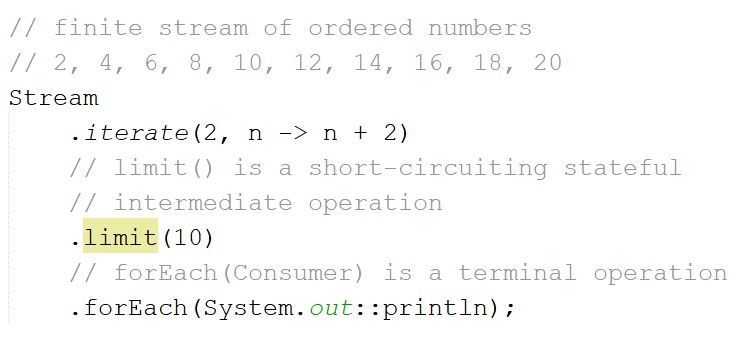 // finite stream of ordered numbers
// 2, 4, 6, 8, 10, 12, 14, 16, 18, 20
Stream
.iterate(2, n -> n + 2)
// limit() is a short-circuiting stateful
// intermediate operation
.limit(10)
// forEach(Consumer) is a terminal operation
.forEach(System.out::println);